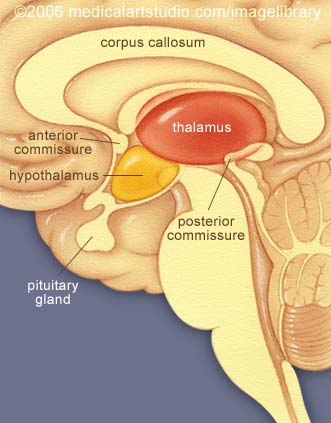 ©2006 medicalartstudio.com/imagelibrary
corpus callosum
thalamus
anterior
commissure
hypothalamus
posterior
commissure
pituitary
gland